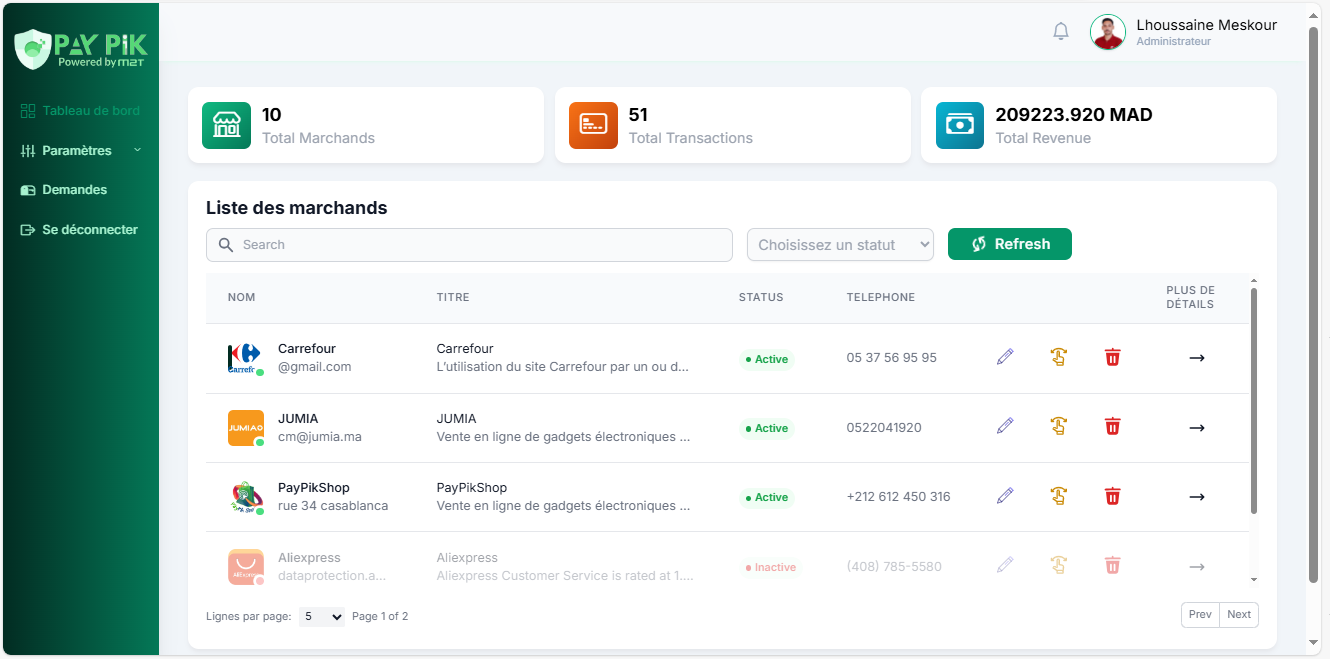 PAY PIK
Powered by M2T
Tableau de bord
Paramètres
Demandes
Se déconnecter
Lhoussaine Meskour
Administrateur
10
Total Marchands
51
Total Transactions
209223.920 MAD
Total Revenue
Liste des marchands
Search
Choisissez un statut
Refresh
NOM TITRE STATUS TELEPHONE PLUS DE
DÉTAILS
Carrefour
@gmail.com
Carrefour
L'utilisation du site Carrefour par un ou d...
Active
05 37 56 95 95
JUMIA
JUMIA
cm@jumia.ma
JUMIA
Vente en ligne de gadgets électroniques ...
Active
0522041920
PayPikShop
rue 34 casablanca
PayPikShop
Vente en ligne de gadgets électroniques ...
Active
+212 612 450 316
Aliexpress
dataprotection.a...
Aliexpress
Aliexpress Customer Service is rated at 1....
Inactive
(408) 785-5580
Lignes par page: 5 Page 1 of 2
Prev Next